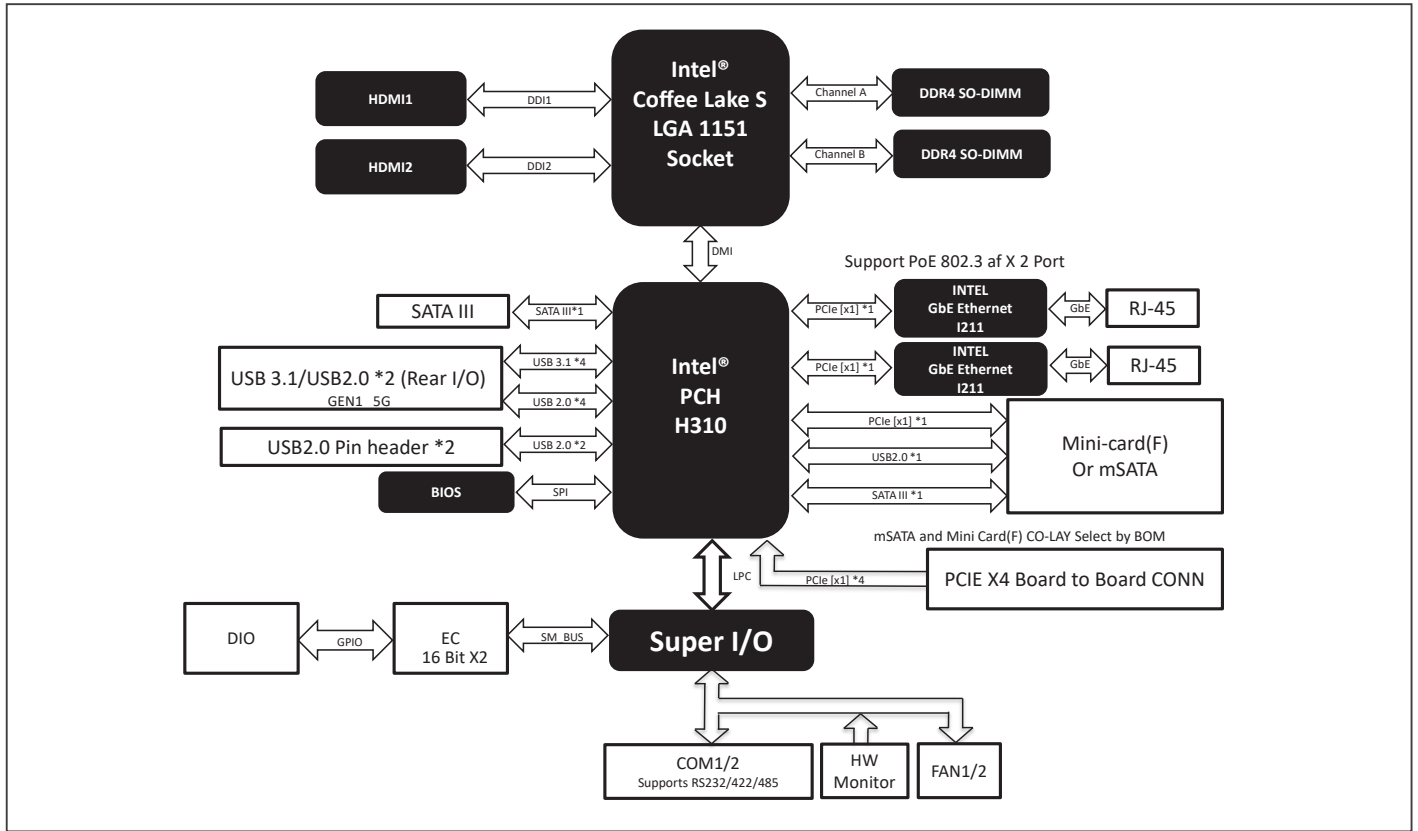 Intel®
Coffee Lake S
LGA 1151
Socket
HDMI1
DDI1
Channel A
DDR4 SO-DIMM
HDMI2
DDI2
Channel B
DDR4 SO-DIMM
DMI
Support PoE 802.3 af X 2 Port
SATA III
SATA III*1
PCIe [x1] *1
INTEL
GbE Ethernet
I211
GbE
RJ-45
USB 3.1/USB2.0 *2 (Rear I/O)
GEN1 5G
USB 3.1 *4
USB 2.0 *4
Intel®
PCH
H310
PCIe [x1] *1
INTEL
GbE Ethernet
I211
GbE
RJ-45
USB2.0 Pin header *2
USB 2.0 *2
PCIe [x1] *1
USB2.0 *1
SATA III *1
Mini-card(F)
Or mSATA
BIOS
SPI
mSATA and Mini Card(F) CO-LAY Select by BOM
LPC
PCIe [x1] *4
PCIE X4 Board to Board CONN
DIO
GPIO
EC
16 Bit X2
SM_BUS
Super I/O
COM1/2
Supports RS232/422/485
HW
Monitor
FAN1/2